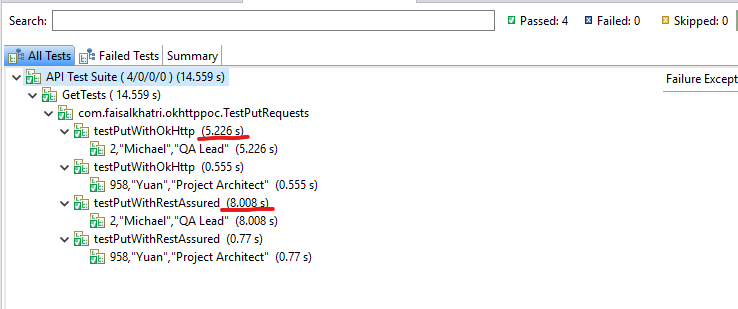 Search: Passed: 4 Failed: 0 Skipped: 0
All Tests Failed Tests Summary
API Test Suite ( 4/0/0/0 ) (14.559 s) Failure Except
GetTests ( 14.559 s)
com.faisalkhatri.okhttppoc.TestPutRequests
testPutWithOkHttp (5.226 s)
2,"Michael","QA Lead" (5.226 s)
testPutWithOkHttp (0.555 s)
958,"Yuan","Project Architect" (0.555 s)
testPutWithRestAssured (8.008 s)
2,"Michael","QA Lead" (8.008 s)
testPutWithRestAssured (0.77 s)
958,"Yuan","Project Architect" (0.77 s)